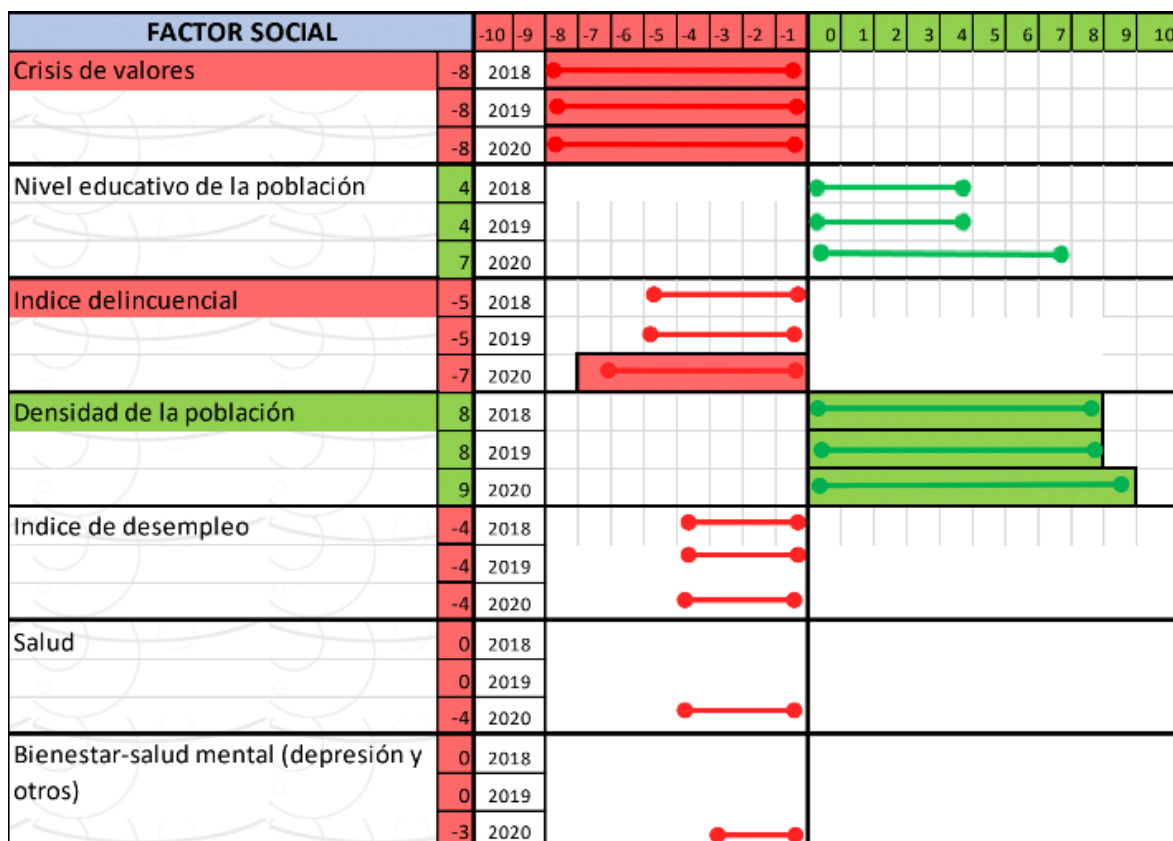 FACTOR SOCIAL -10 -9 -8 -7 -6 -5 -4 -3 -2 -1 0 1 2 3 4 5 6 7 8 9 10
Crisis de valores -8 2018
-8 2019
-8 2020
Nivel educativo de la población 4 2018
4 2019
7 2020
Indice delincuencial -5 2018
-5 2019
-7 2020
Densidad de la población 8 2018
8 2019
9 2020
Indice de desempleo -4 2018
-4 2019
-4 2020
Salud 0 2018
0 2019
-4 2020
Bienestar-salud mental (depresión y 0 2018
otros) 0 2019
-3 2020